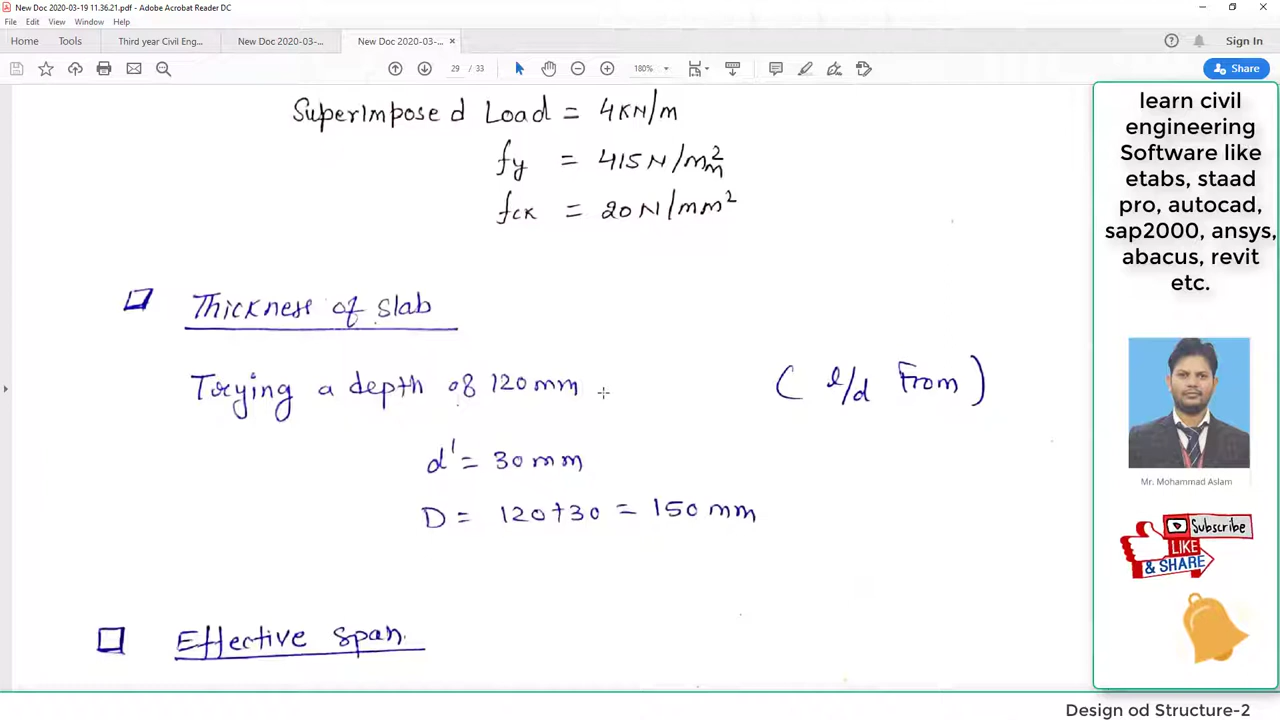 New Doc 2020-03-19 11.36.21.pdf - Adobe Acrobat Reader DC
File Edit View Window Help
Home Tools Third year Civil Eng... New Doc 2020-03-... New Doc 2020-03-... ×
Sign In
29 / 33 180% Share
Superimposed Load = 4KN/m
fy = 415N/mm²
fck = 20N/mm²
Thickness of slab
Torying a depth of 120mm (l/d From)
d' = 30mm
D = 120+30 = 150mm
Effective span.
learn civil
engineering
Software like
etabs, staad
pro, autocad,
sap2000, ansys,
abacus, revit
etc.
Mr. Mohammad Aslam
Subscribe
LIKE
& SHARE
Design od Structure-2